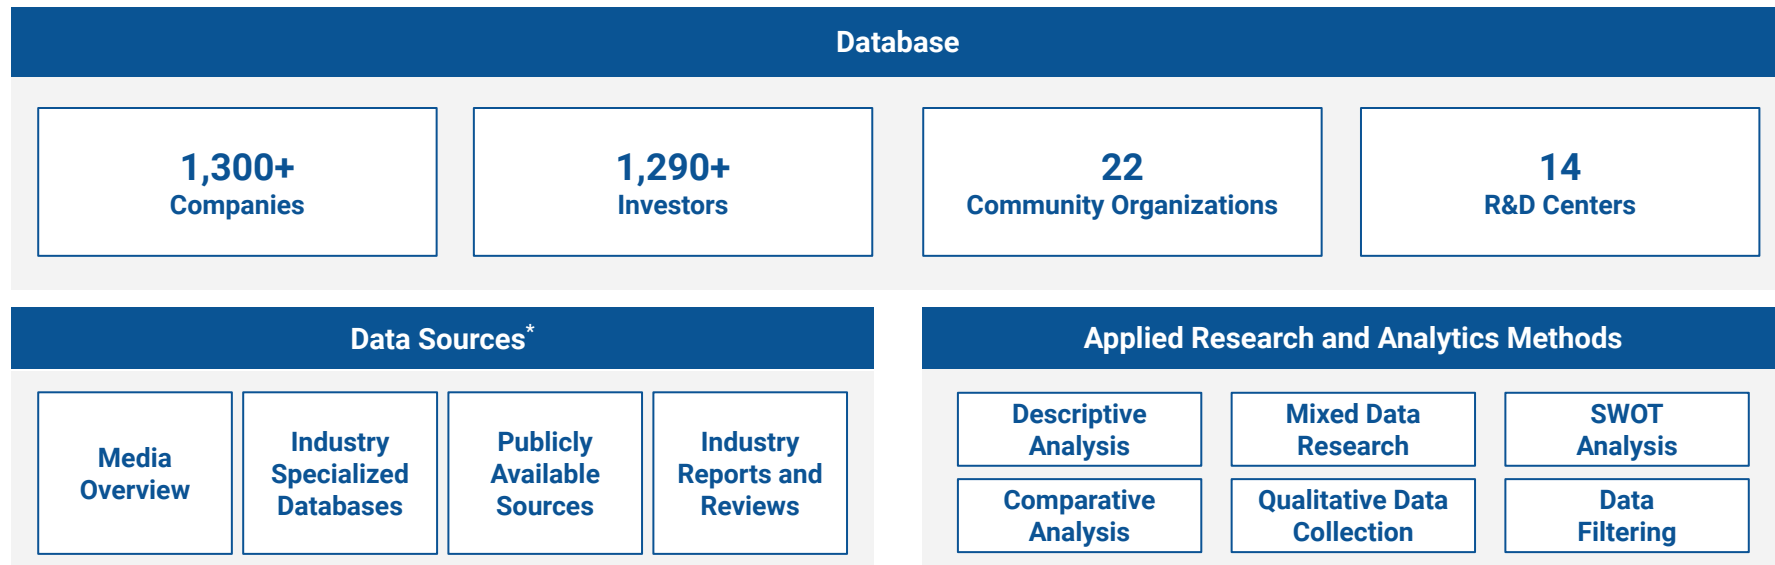 Database
1,300+
Companies
1,290+
Investors
22
Community Organizations
14
R&D Centers
Data Sources*
Media
Overview
Industry
Specialized
Databases
Publicly
Available
Sources
Industry
Reports and
Reviews
Applied Research and Analytics Methods
Descriptive
Analysis
Mixed Data
Research
SWOT
Analysis
Comparative
Analysis
Qualitative Data
Collection
Data
Filtering